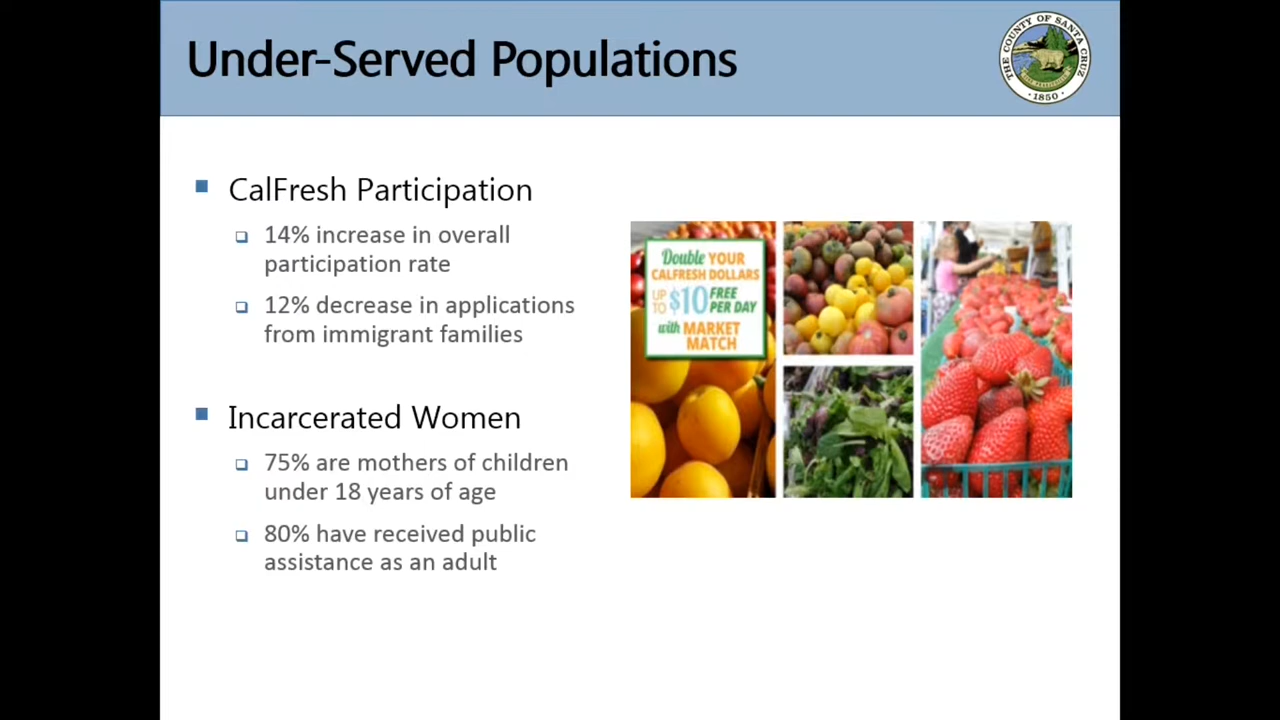 Under-Served Populations
THE COUNTY OF SANTA CRUZ
1850
CalFresh Participation
14% increase in overall
participation rate
12% decrease in applications
from immigrant families
Incarcerated Women
75% are mothers of children
under 18 years of age
80% have received public
assistance as an adult
Double YOUR
CALFRESH DOLLARS
UP TO $10 FREE PER DAY
with MARKET
MATCH